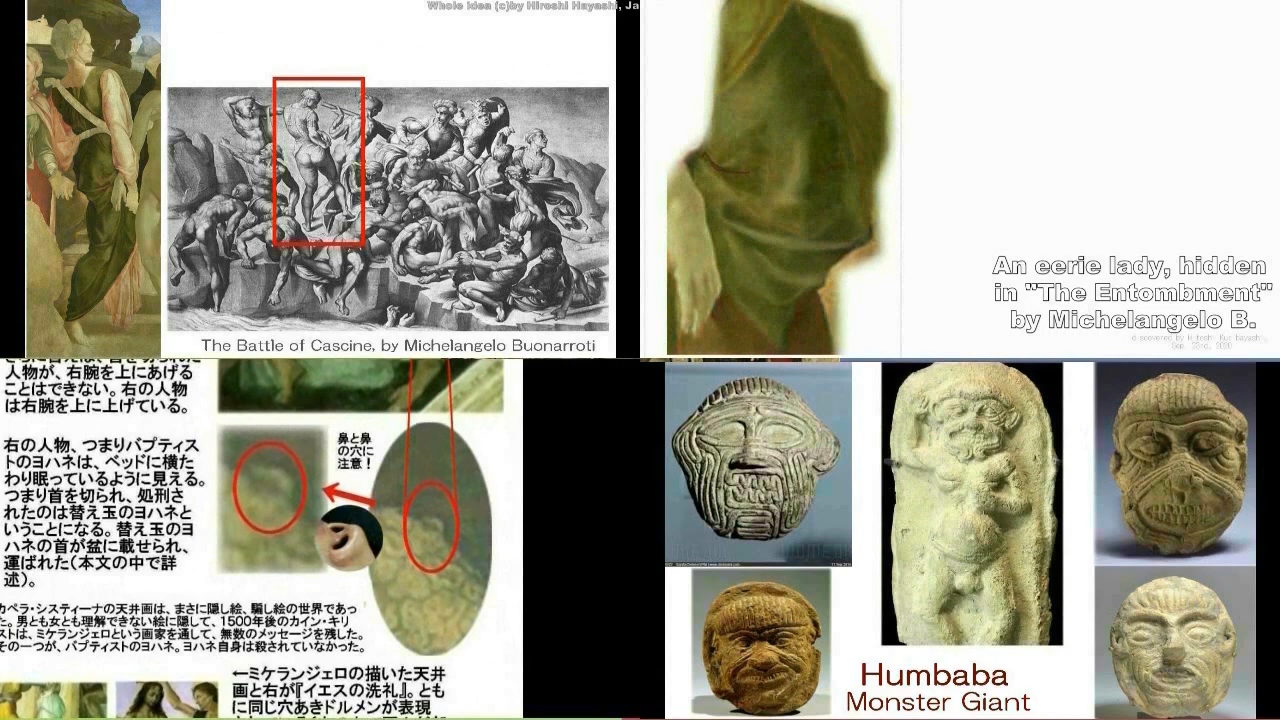 Whole idea (c)by Hiroshi Hayashi, Ja
The Battle of Cascine, by Michelangelo Buonarroti
An eerie lady, hidden
in "The Entombment"
by Michelangelo B.
人物が、右腕を上にあげる
ことはできない。右の人物
は右腕を上に上げている。
右の人物、つまりバプティス
トのヨハネは、ベッドに横た
わり眠っているように見える。
つまり首を切られ、処刑さ
れたのは替え玉のヨハネと
いうことになる。替え玉のヨ
ハネの首が盆に載せられ、
運ばれた(本文の中で詳
述)。
鼻と鼻
の穴に
注意!
カペラ・システィーナの天井画は、まさに隠し絵、騙し絵の世界であっ
た。男とも女とも理解できない絵に隠して、1500年後のカイン・キリ
ストは、ミケランジェロという画家を通して、無数のメッセージを残した。
その一つが、バプティストのヨハネ。ヨハネ自身は殺されていなかった。
←ミケランジェロの描いた天井
画と右が『イエスの洗礼』。とも
に同じ穴あきドルメンが表現
Humbaba
Monster Giant